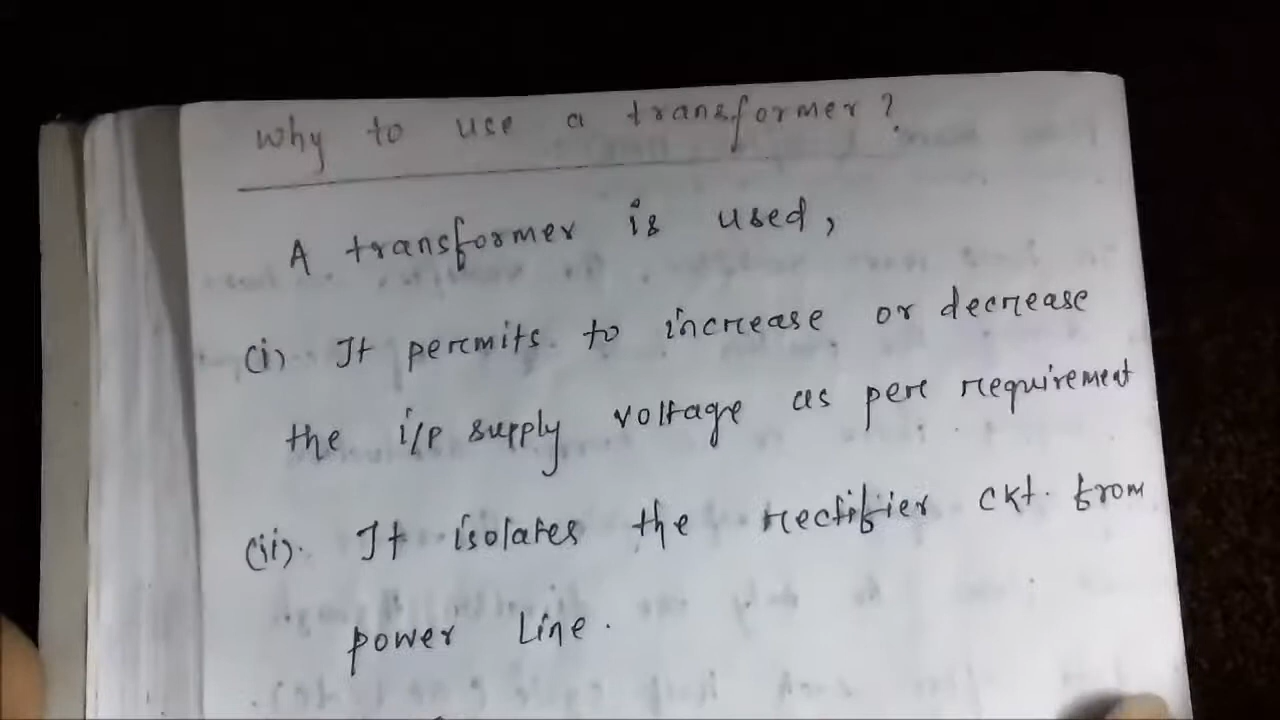 Why to use a transformer?
A transformer is used,
(i) It permits to increase or decrease
the i/p supply voltage as per requirement
(ii). It isolates the rectifier ckt. from
power Line.